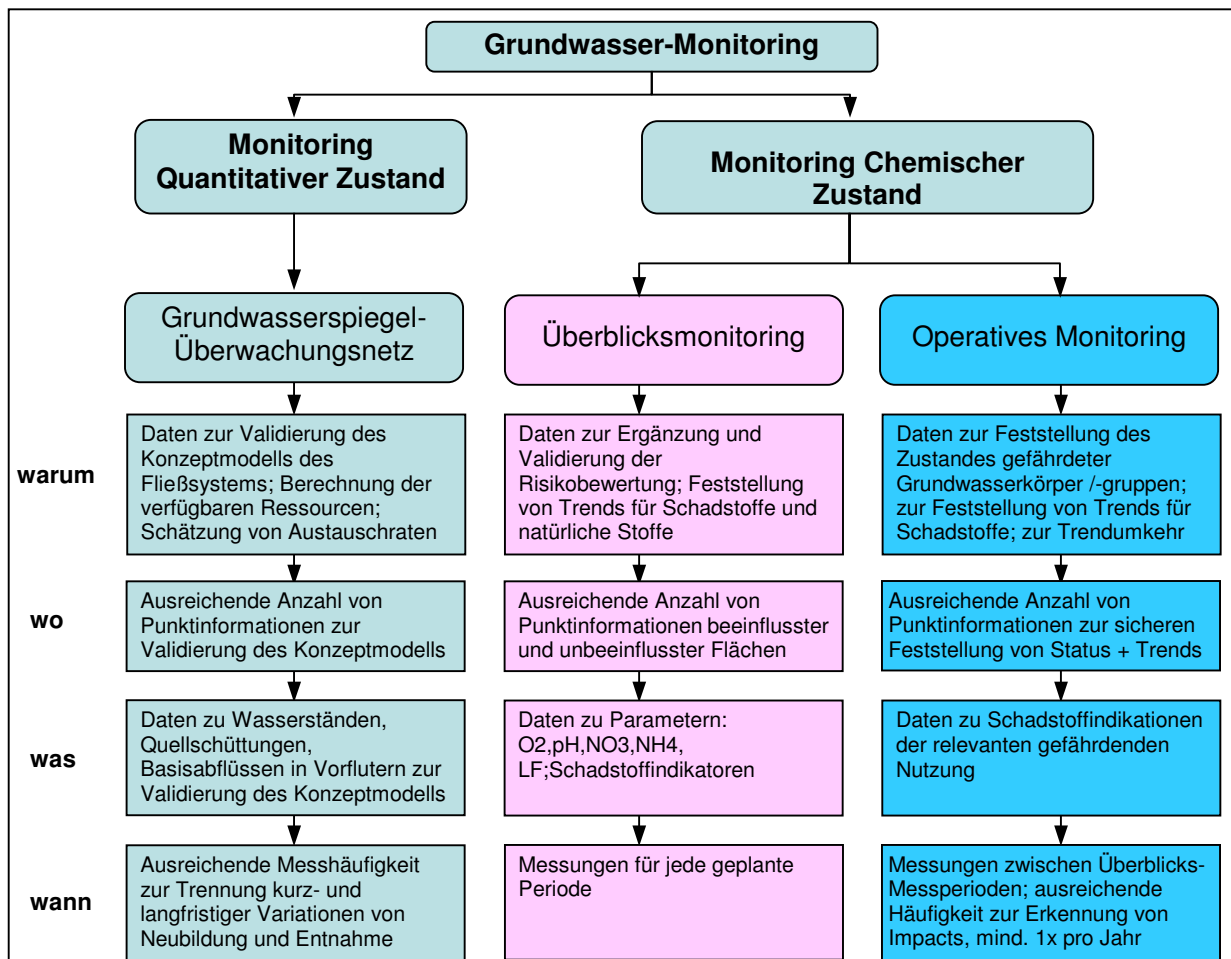 Grundwasser-Monitoring
Monitoring
Quantitativer Zustand
Monitoring Chemischer
Zustand
Grundwasserspiegel-
Überwachungsnetz
Überblicksmonitoring
Operatives Monitoring
warum
Daten zur Validierung des
Konzeptmodells des
Fließsystems; Berechnung der
verfügbaren Ressourcen;
Schätzung von Austauschraten
Daten zur Ergänzung und
Validierung der
Risikobewertung; Feststellung
von Trends für Schadstoffe und
natürliche Stoffe
Daten zur Feststellung des
Zustandes gefährdeter
Grundwasserkörper /-gruppen;
zur Feststellung von Trends für
Schadstoffe; zur Trendumkehr
wo
Ausreichende Anzahl von
Punktinformationen zur
Validierung des Konzeptmodells
Ausreichende Anzahl von
Punktinformationen beeinflusster
und unbeeinflusster Flächen
Ausreichende Anzahl von
Punktinformationen zur sicheren
Feststellung von Status + Trends
was
Daten zu Wasserständen,
Quellschüttungen,
Basisabflüssen in Vorflutern zur
Validierung des Konzeptmodells
Daten zu Parametern:
O2,pH,NO3,NH4,
LF;Schadstoffindikatoren
Daten zu Schadstoffindikationen
der relevanten gefährdenden
Nutzung
wann
Ausreichende Messhäufigkeit
zur Trennung kurz- und
langfristiger Variationen von
Neubildung und Entnahme
Messungen für jede geplante
Periode
Messungen zwischen Überblicks-
Messperioden; ausreichende
Häufigkeit zur Erkennung von
Impacts, mind. 1x pro Jahr